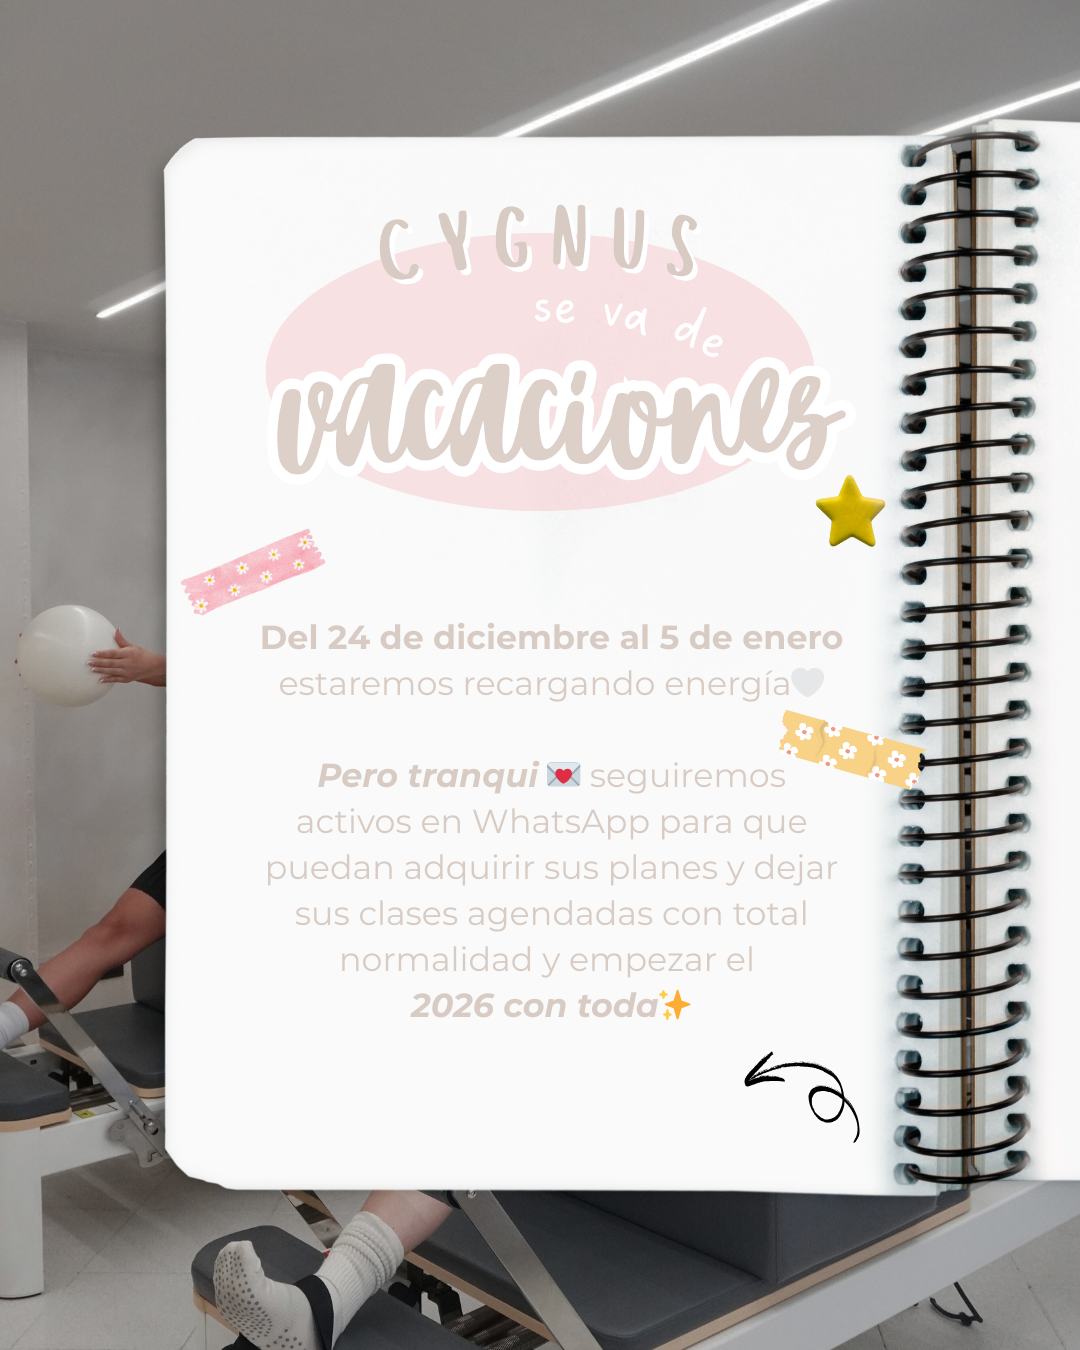 CYGNUS
se va de
vacaciones
Del 24 de diciembre al 5 de enero
estaremos recargando energía🤍
Pero tranqui 💌 seguiremos
activos en WhatsApp para que
puedan adquirir sus planes y dejar
sus clases agendadas con total
normalidad y empezar el
2026 con toda✨